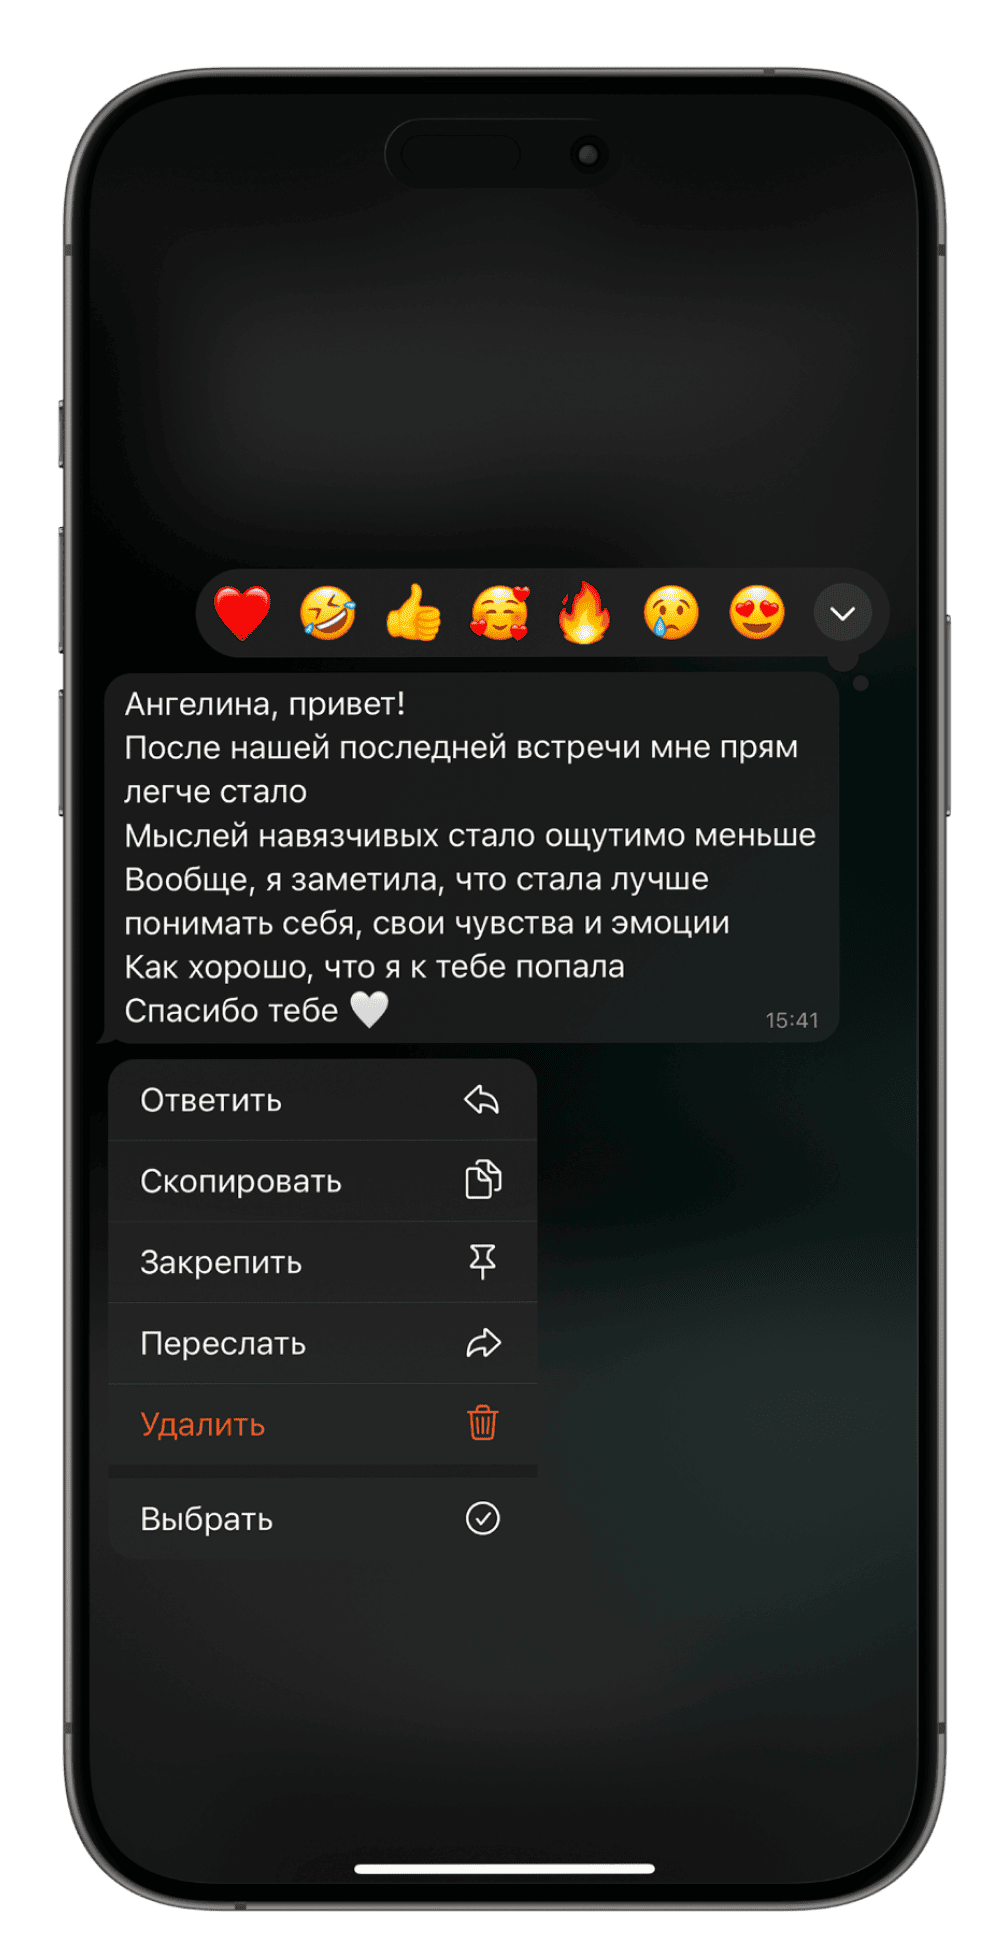 Ангелина, привет!
После нашей последней встречи мне прям
легче стало
Мыслей навязчивых стало ощутимо меньше
Вообще, я заметила, что стала лучше
понимать себя, свои чувства и эмоции
Как хорошо, что я к тебе попала
Спасибо тебе 🤍
15:41
Ответить
Скопировать
Закрепить
Переслать
Удалить
Выбрать